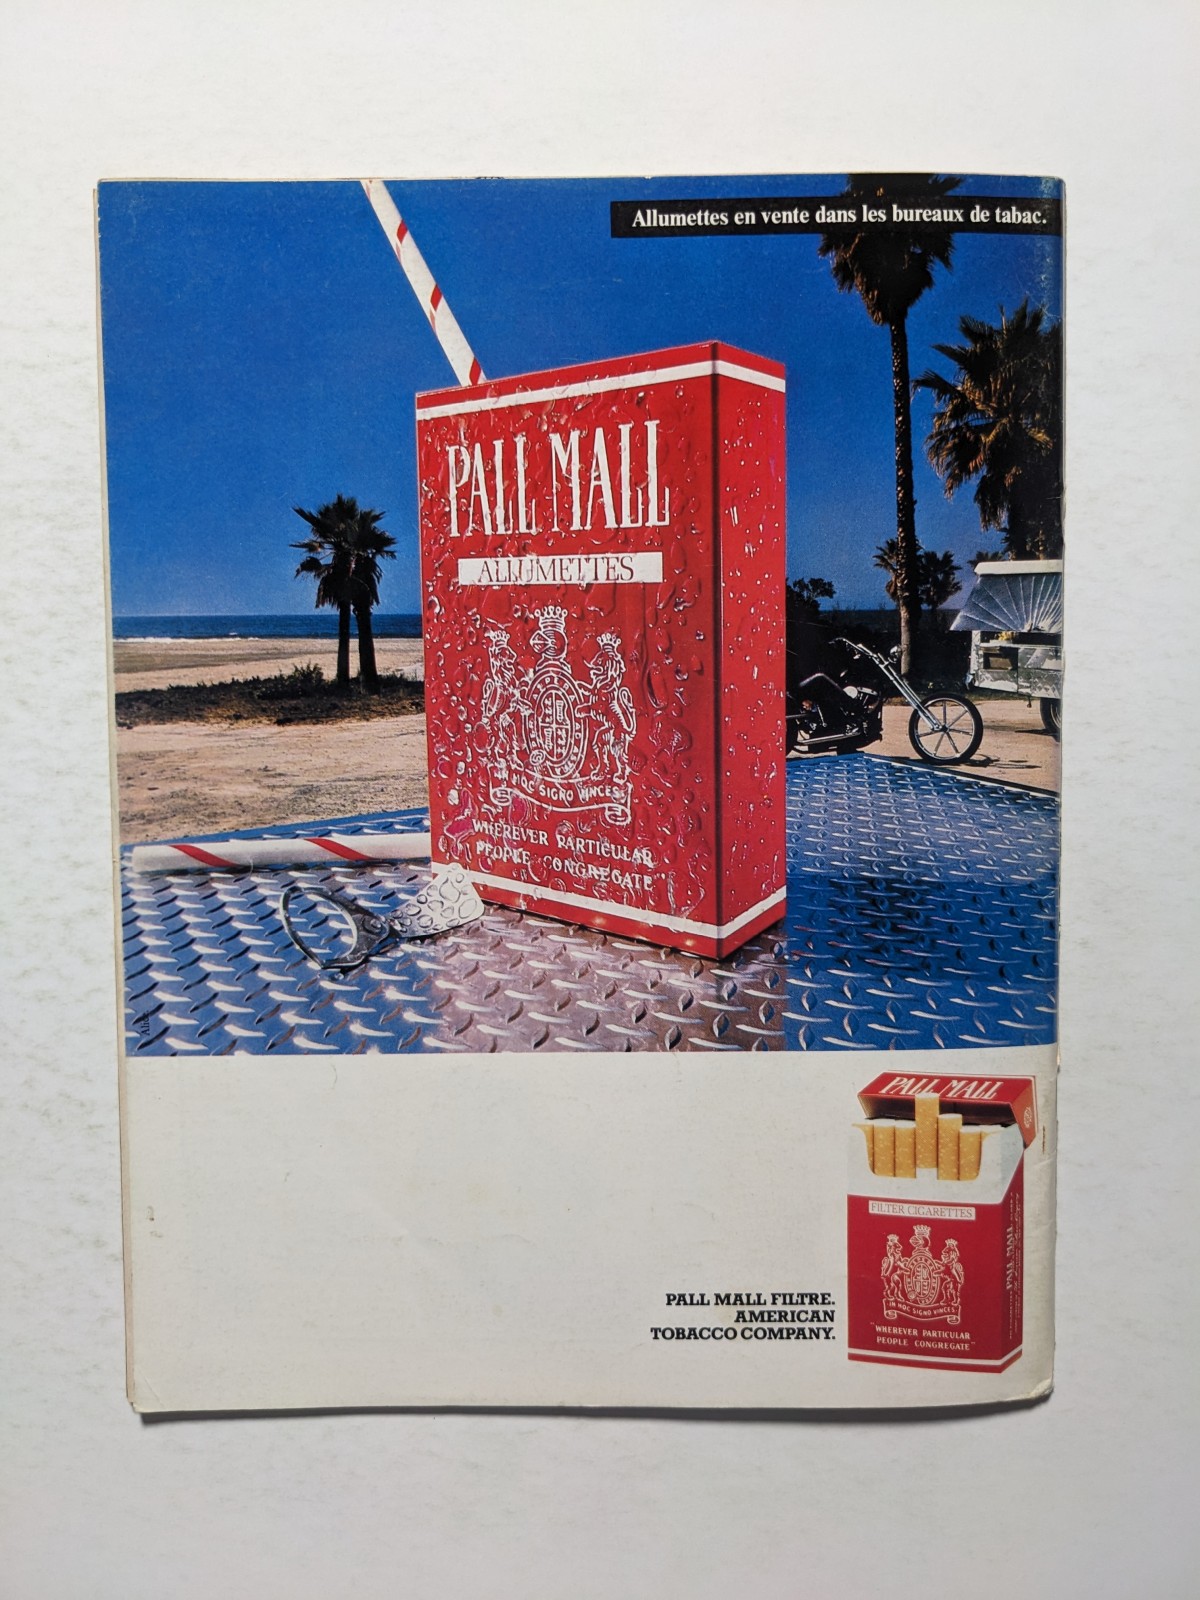 Allumettes en vente dans les bureaux de tabac.
PALL MALL
ALLUMETTES
IN HOC SIGNO VINCES
WHEREVER PARTICULAR
PEOPLE CONGREGATE"
Alice
PALL MALL
FILTER CIGARETTES
IN HOC SIGNO VINCES
"WHEREVER PARTICULAR
PEOPLE CONGREGATE"
PALL MALL
PALL MALL FILTRE.
AMERICAN
TOBACCO COMPANY.